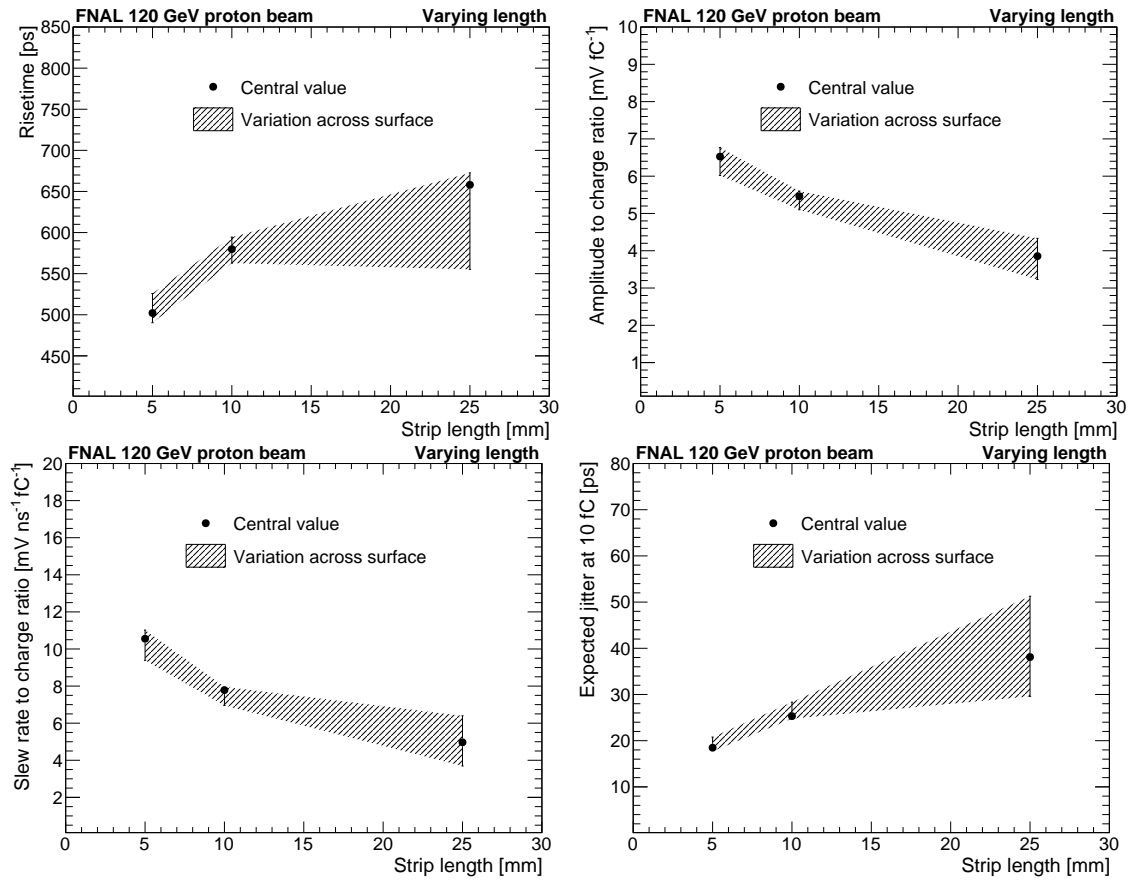 FNAL 120 GeV proton beam Varying length
Risetime [ps]
850
800
750
700
650
600
550
500
450
Central value
Variation across surface
0 5 10 15 20 25 30
Strip length [mm]
FNAL 120 GeV proton beam Varying length
Amplitude to charge ratio [mV fC⁻¹]
10
9
8
7
6
5
4
3
2
1
Central value
Variation across surface
0 5 10 15 20 25 30
Strip length [mm]
FNAL 120 GeV proton beam Varying length
Slew rate to charge ratio [mV ns⁻¹ fC⁻¹]
20
18
16
14
12
10
8
6
4
2
Central value
Variation across surface
0 5 10 15 20 25 30
Strip length [mm]
FNAL 120 GeV proton beam Varying length
Expected jitter at 10 fC [ps]
80
70
60
50
40
30
20
10
Central value
Variation across surface
0 5 10 15 20 25 30
Strip length [mm]